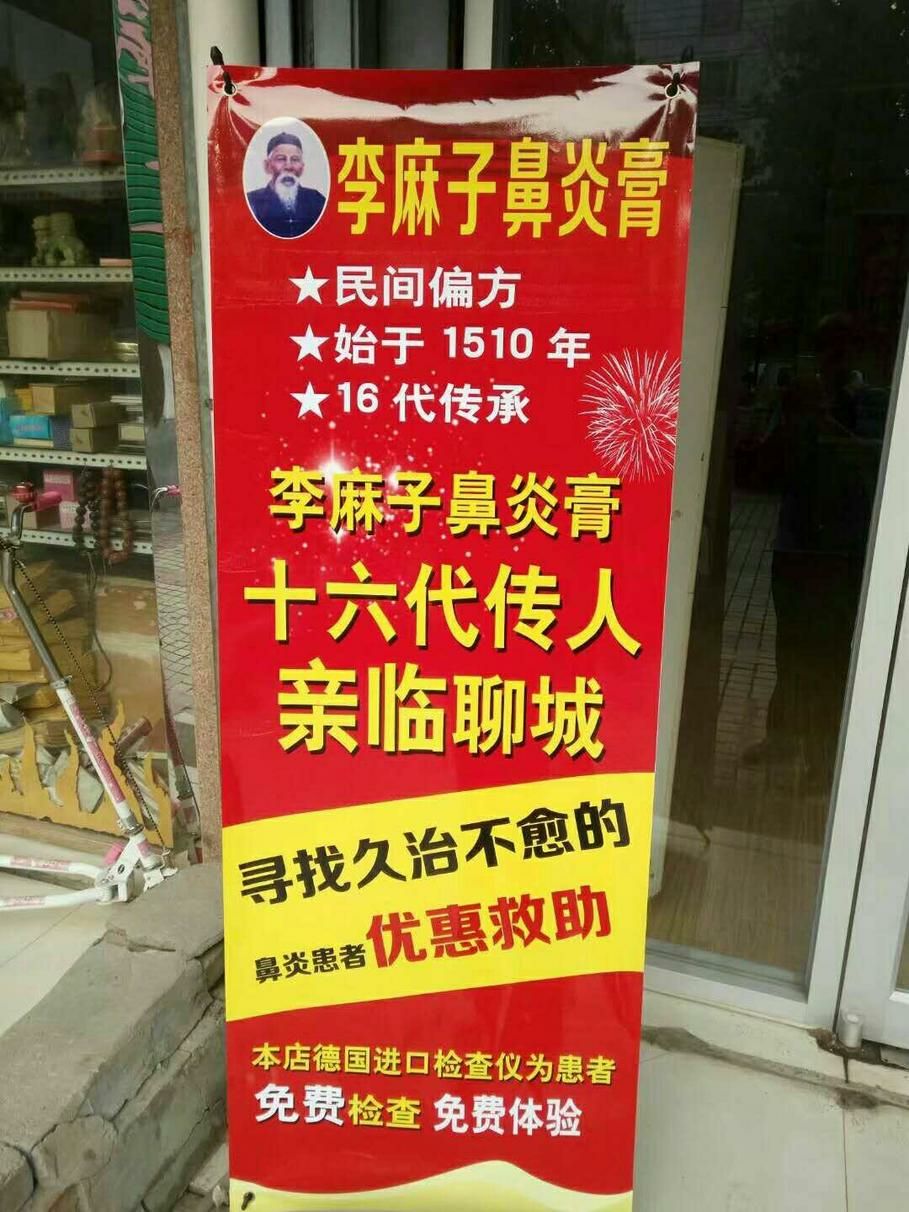 李麻子鼻炎膏
★民间偏方
★始于 1510 年
★16 代传承
李麻子鼻炎膏
十六代传人
亲临聊城
寻找久治不愈的
鼻炎患者优惠救助
本店德国进口检查仪为患者
免费检查 免费体验